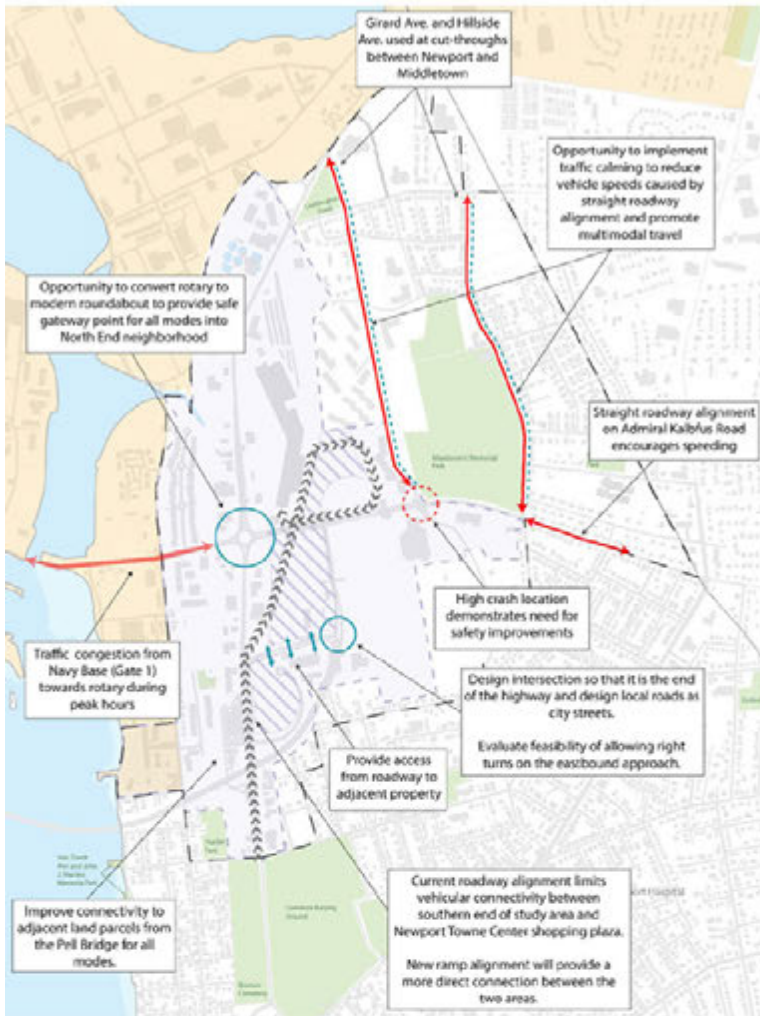 Girard Ave. and Hillside
Ave. used at cut-throughs
between Newport and
Middletown
Opportunity to implement
traffic calming to reduce
vehicle speeds caused by
straight roadway
alignment and promote
multimodal travel
Opportunity to convert rotary to
modern roundabout to provide safe
gateway point for all modes into
North End neighborhood
Straight roadway alignment
on Admiral Kalbfus Road
encourages speeding
Miantonomi Memorial
Park
High crash location
demonstrates need for
safety improvements
Traffic congestion from
Navy Base (Gate 1)
towards rotary during
peak hours
Design intersection so that it is the end
of the highway and design local roads as
city streets.
Evaluate feasibility of allowing right
turns on the eastbound approach.
Provide access
from roadway to
adjacent property
Current roadway alignment limits
vehicular connectivity between
southern end of study area and
Newport Towne Center shopping plaza.
New ramp alignment will provide a
more direct connection between the
two areas.
Improve connectivity to
adjacent land parcels from
the Pell Bridge for all
modes.
Common Burying
Ground
Cemetery